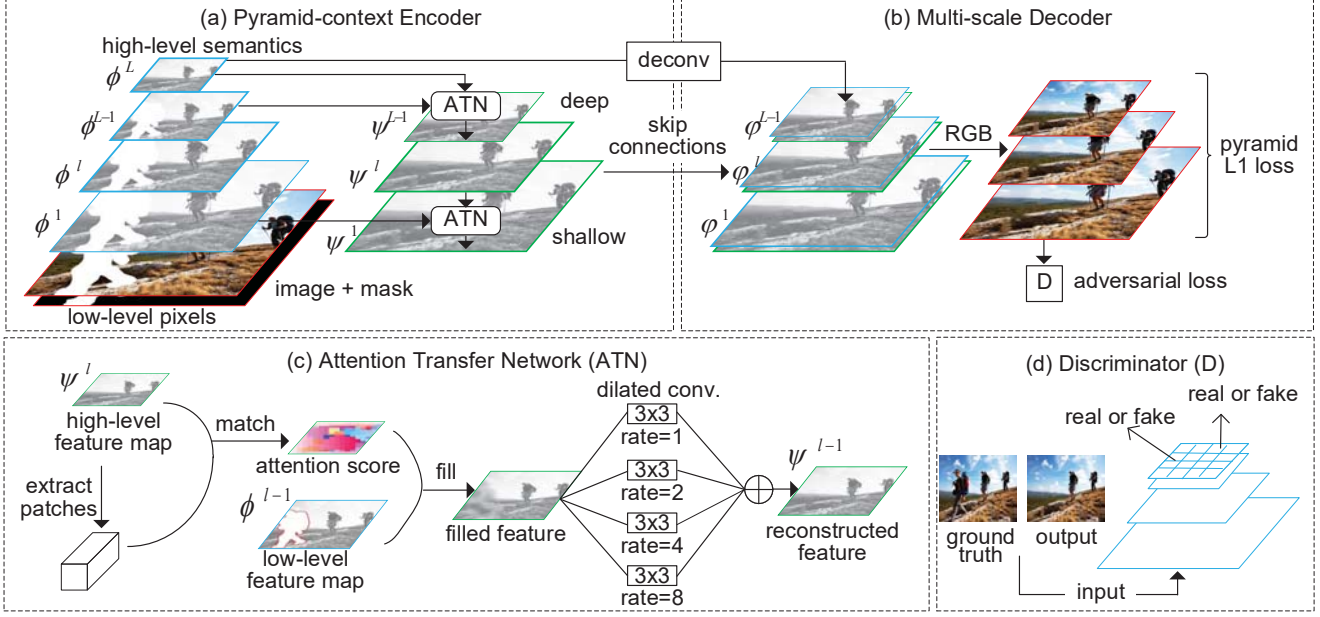 (a) Pyramid-context Encoder
high-level semantics
ϕ^L
ϕ^{L-1}
ϕ^l
ϕ^1
ATN
deep
ψ^{L-1}
ψ^l
ATN
ψ^1
shallow
image + mask
low-level pixels
deconv
skip
connections
(b) Multi-scale Decoder
φ^{L-1}
φ^l
φ^1
RGB
pyramid
L1 loss
D
adversarial loss
(c) Attention Transfer Network (ATN)
ψ^l
high-level
feature map
extract
patches
match
attention score
ϕ^{l-1}
low-level
feature map
fill
filled feature
dilated conv.
3x3
rate=1
3x3
rate=2
3x3
rate=4
3x3
rate=8
ψ^{l-1}
reconstructed
feature
(d) Discriminator (D)
real or fake
real or fake
ground
truth
output
input